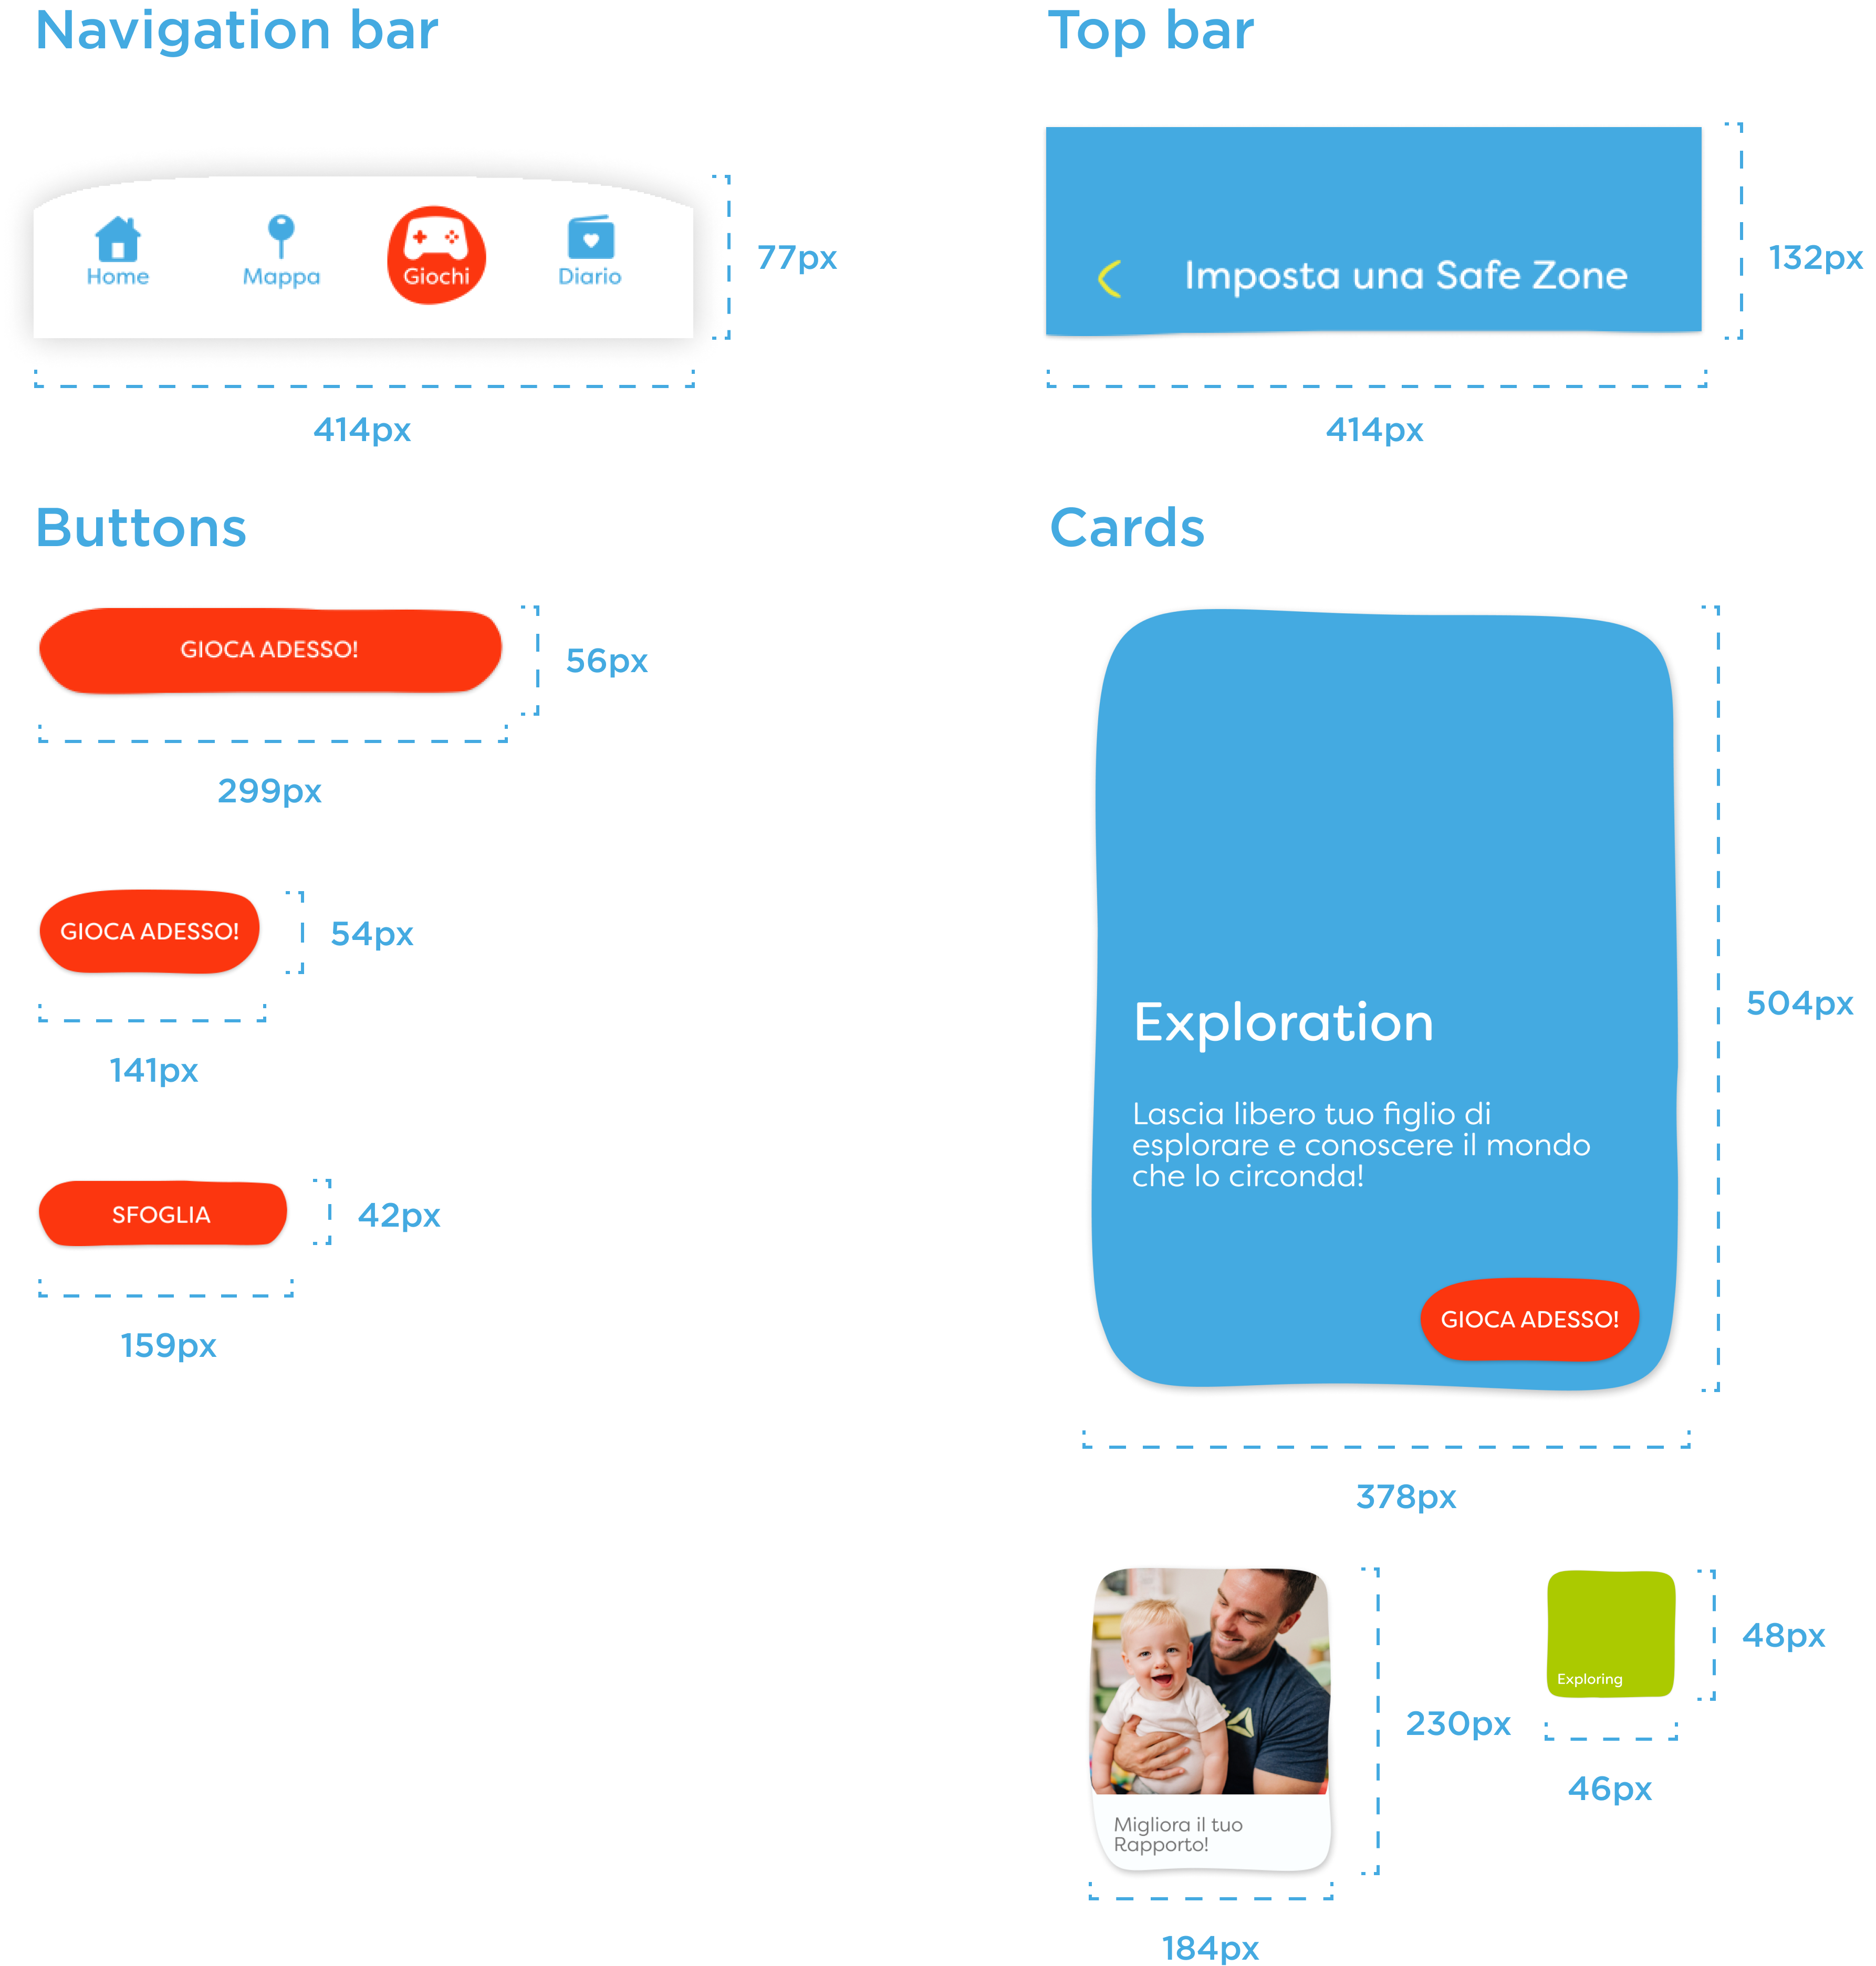 Navigation bar
Home
Mappa
Giochi
Diario
77px
414px
Top bar
Imposta una Safe Zone
132px
414px
Buttons
GIOCA ADESSO!
56px
299px
GIOCA ADESSO!
54px
141px
SFOGLIA
42px
159px
Cards
Exploration
Lascia libero tuo figlio di
esplorare e conoscere il mondo
che lo circonda!
GIOCA ADESSO!
504px
378px
Migliora il tuo
Rapporto!
230px
184px
Exploring
48px
46px